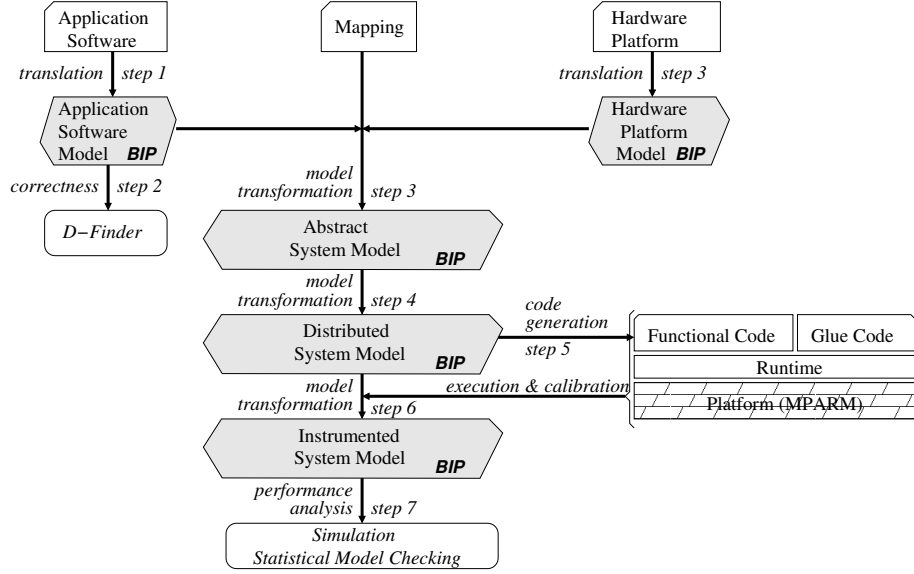 Application
Software
Mapping
Hardware
Platform
translation step 1
translation step 3
Application
Software
Model BIP
Hardware
Platform
Model BIP
correctness step 2
model
transformation step 3
D−Finder
Abstract
System Model
BIP
model
transformation step 4
code
generation
step 5
Distributed
System Model
BIP
Functional Code
Glue Code
Runtime
Platform (MPARM)
execution & calibration
model
transformation step 6
Instrumented
System Model
BIP
performance
analysis step 7
Simulation
Statistical Model Checking